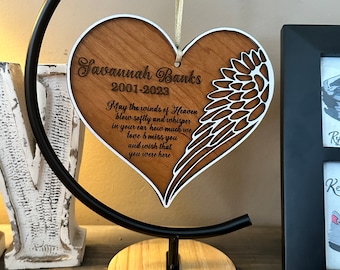 Savannah Banks
2001-2023
May the winds of Heaven
blow softly and whisper
in your ear how much we
love & miss you
and wish that
you were here